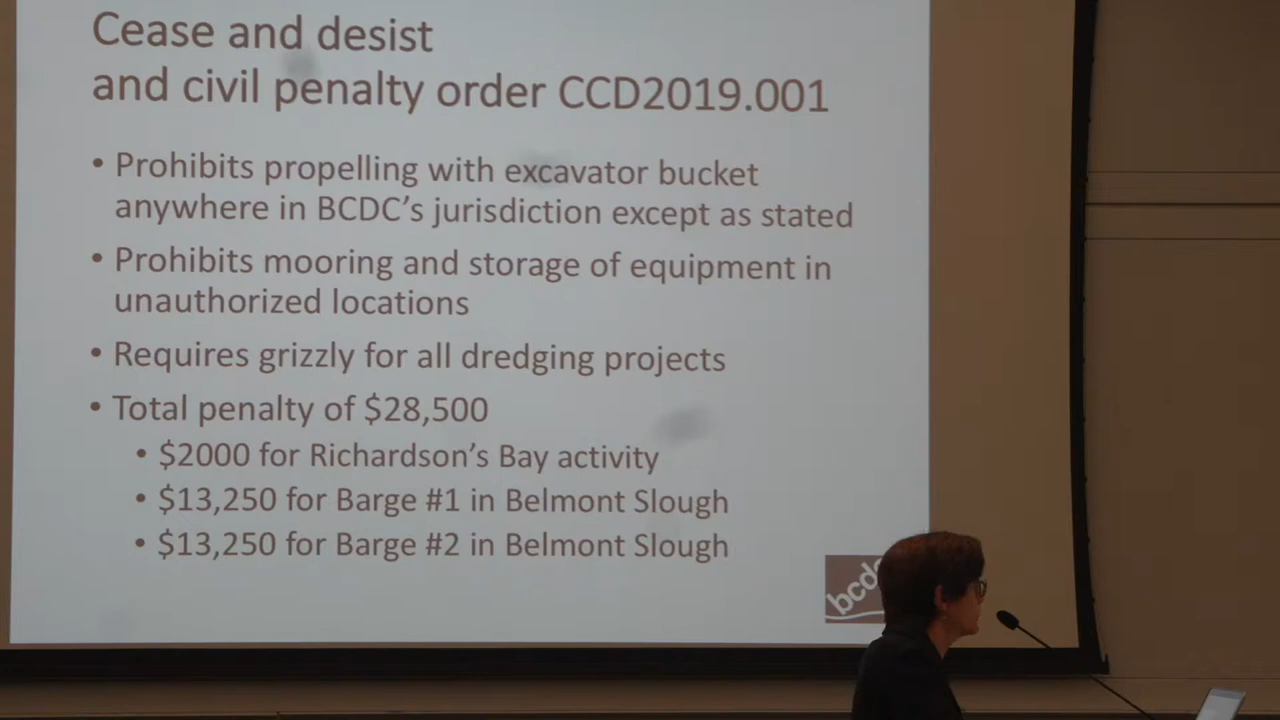 Cease and desist
and civil penalty order CCD2019.001
• Prohibits propelling with excavator bucket
anywhere in BCDC's jurisdiction except as stated
• Prohibits mooring and storage of equipment in
unauthorized locations
• Requires grizzly for all dredging projects
• Total penalty of $28,500
• $2000 for Richardson's Bay activity
• $13,250 for Barge #1 in Belmont Slough
• $13,250 for Barge #2 in Belmont Slough
bcdc